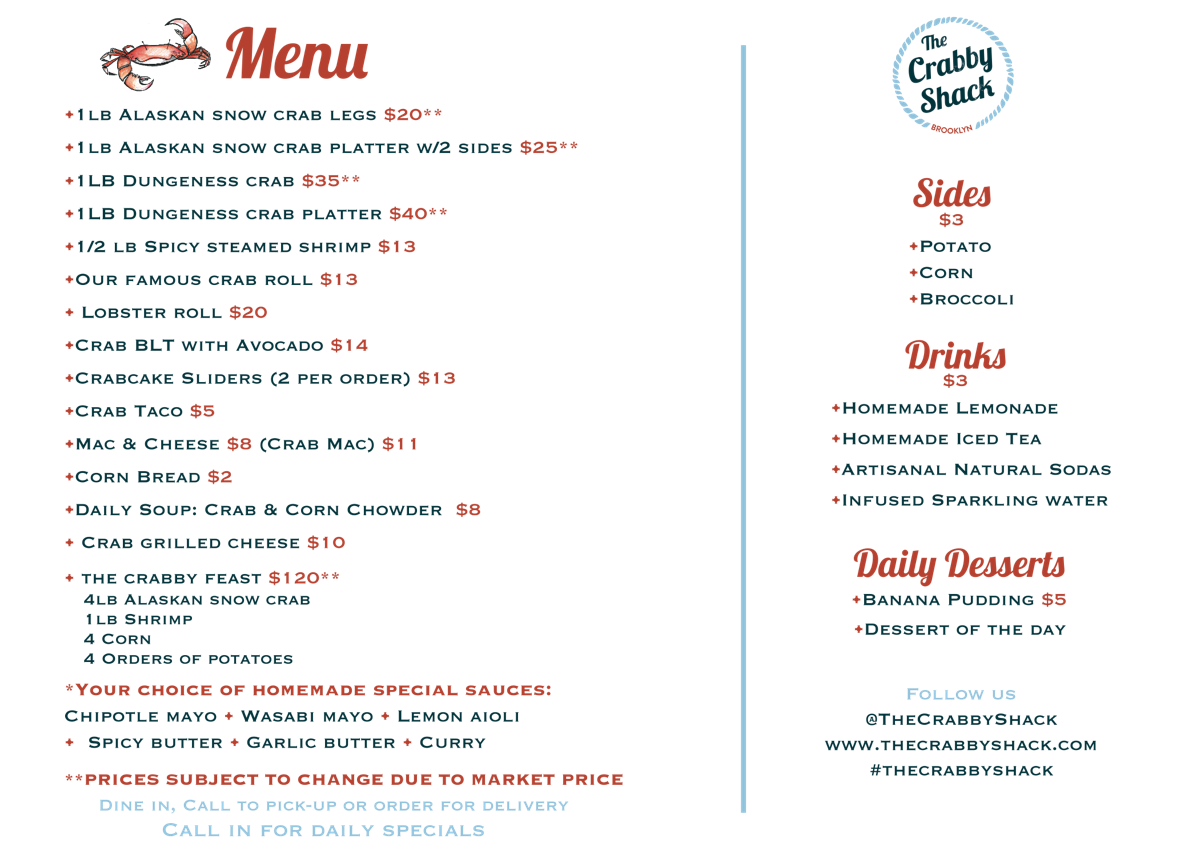 Menu
+1lb Alaskan snow crab legs $20**
+1lb Alaskan snow crab platter w/2 sides $25**
+1LB Dungeness crab $35**
+1LB Dungeness crab platter $40**
+1/2 lb Spicy steamed shrimp $13
+Our famous crab roll $13
+ Lobster roll $20
+Crab BLT with Avocado $14
+Crabcake Sliders (2 per order) $13
+Crab Taco $5
+Mac & Cheese $8 (Crab Mac) $11
+Corn Bread $2
+Daily Soup: Crab & Corn Chowder $8
+ Crab grilled cheese $10
+ the crabby feast $120**
4lb Alaskan snow crab
1lb Shrimp
4 Corn
4 Orders of potatoes
*Your choice of homemade special sauces:
Chipotle mayo + Wasabi mayo + Lemon aioli
+ Spicy butter + Garlic butter + Curry
**prices subject to change due to market price
Dine in, Call to pick-up or order for delivery
Call in for daily specials
The
Crabby
Shack
BROOKLYN
Sides
$3
+Potato
+Corn
+Broccoli
Drinks
$3
+Homemade Lemonade
+Homemade Iced Tea
+Artisanal Natural Sodas
+Infused Sparkling water
Daily Desserts
+Banana Pudding $5
+Dessert of the day
Follow us
@TheCrabbyShack
www.thecrabbyshack.com
#thecrabbyshack